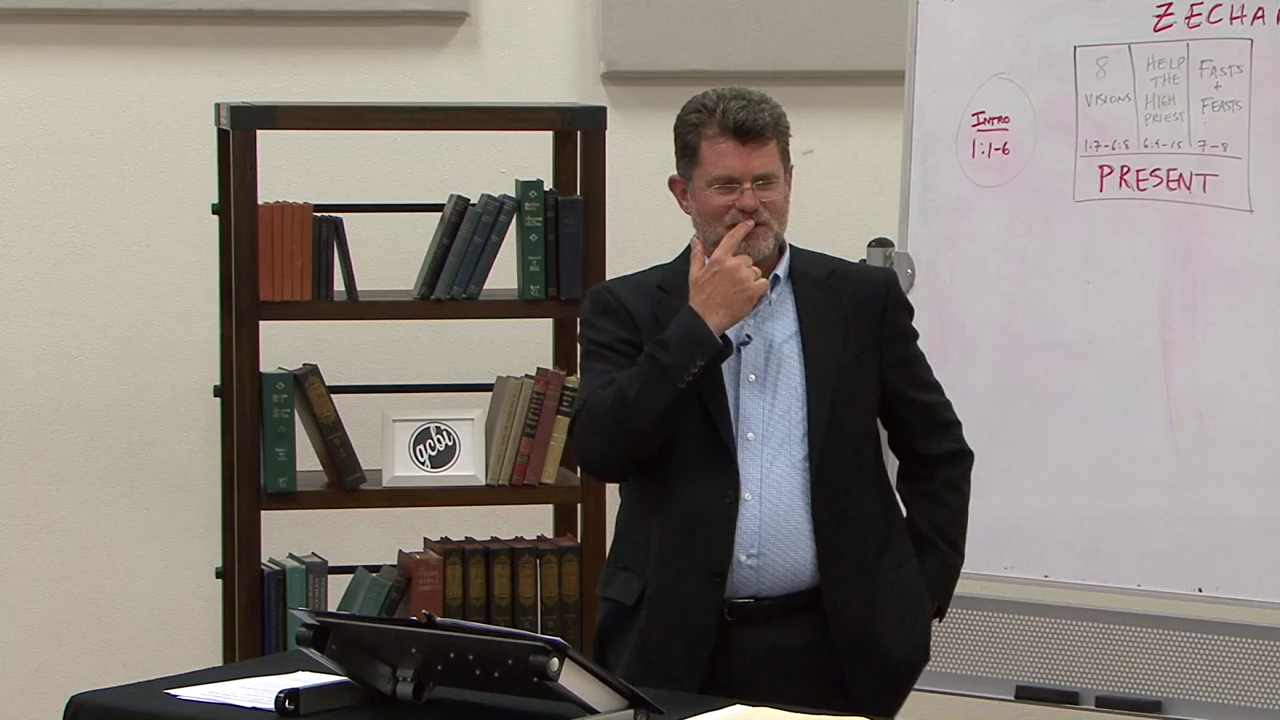 ZECHA
INTRO
1:1-6
8
VISIONS
1:7-6:8
HELP
THE
HIGH
PRIEST
6:9-15
FASTS
+
FEASTS
7-8
PRESENT
gcbi